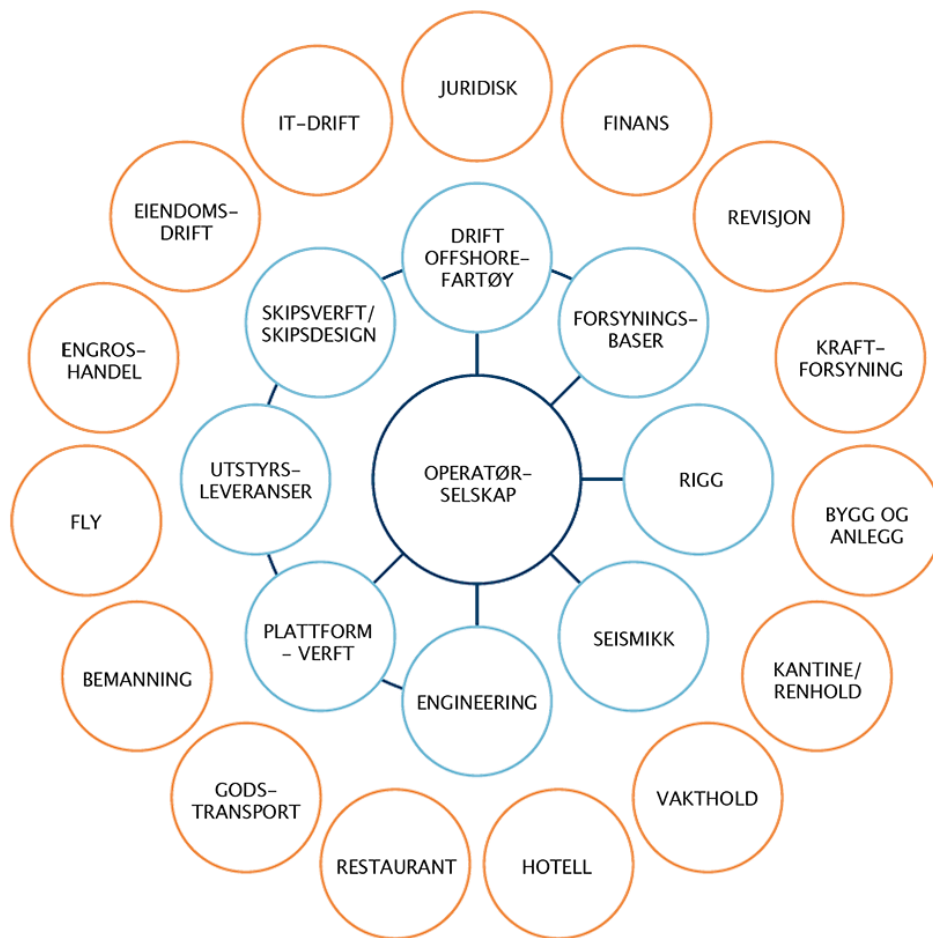 JURIDISK
FINANS
REVISJON
KRAFT-
FORSYNING
BYGG OG
ANLEGG
KANTINE/
RENHOLD
VAKTHOLD
HOTELL
RESTAURANT
GODS-
TRANSPORT
BEMANNING
FLY
ENGROS-
HANDEL
EIENDOMS-
DRIFT
IT-DRIFT
DRIFT
OFFSHORE-
FARTØY
FORSYNINGS-
BASER
RIGG
SEISMIKK
ENGINEERING
PLATTFORM
- VERFT
UTSTYRS-
LEVERANSER
SKIPSVERFT/
SKIPSDESIGN
OPERATØR-
SELSKAP